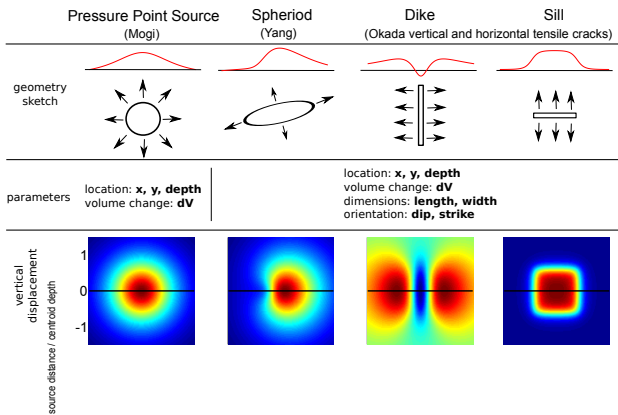 Pressure Point Source
(Mogi)
Spheriod
(Yang)
Dike
Sill
(Okada vertical and horizontal tensile cracks)
geometry
sketch
parameters
location: x, y, depth
volume change: dV
location: x, y, depth
volume change: dV
dimensions: length, width
orientation: dip, strike
vertical
displacement
source distance / centroid depth
1
0
-1